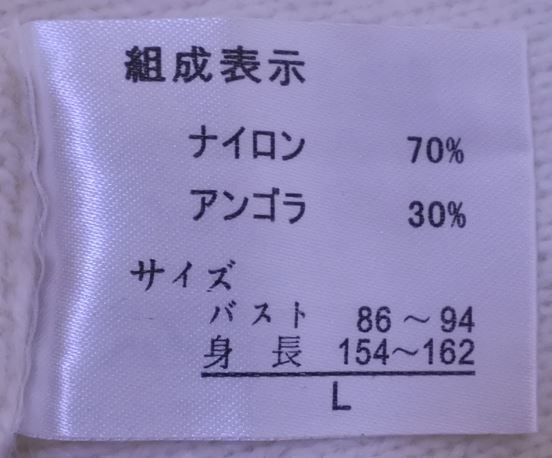 組成表示
ナイロン 70%
アンゴラ 30%
サイズ
バスト 86～94
身長 154～162
L